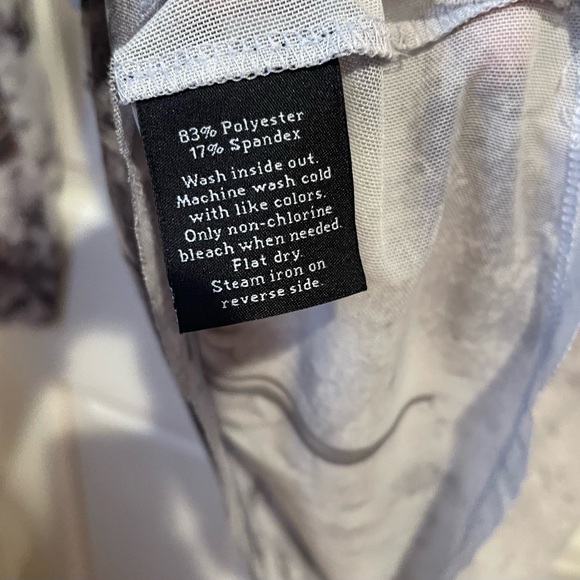 83% Polyester
17% Spandex
Wash inside out.
Machine wash cold
with like colors.
Only non-chlorine
bleach when needed.
Flat dry.
Steam iron on
reverse side.